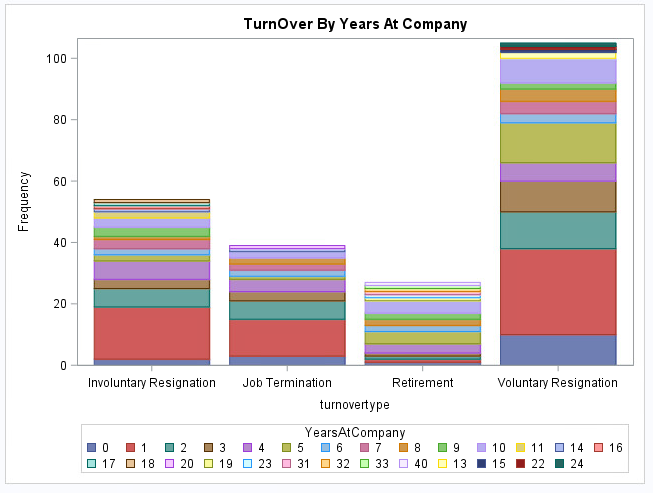 TurnOver By Years At Company
100
80
60
40
20
0
Frequency
Involuntary Resignation Job Termination Retirement Voluntary Resignation
turnovertype
YearsAtCompany
0 1 2 3 4 5 6 7 8 9 10 11 14 16
17 18 20 19 23 31 32 33 40 13 15 22 24